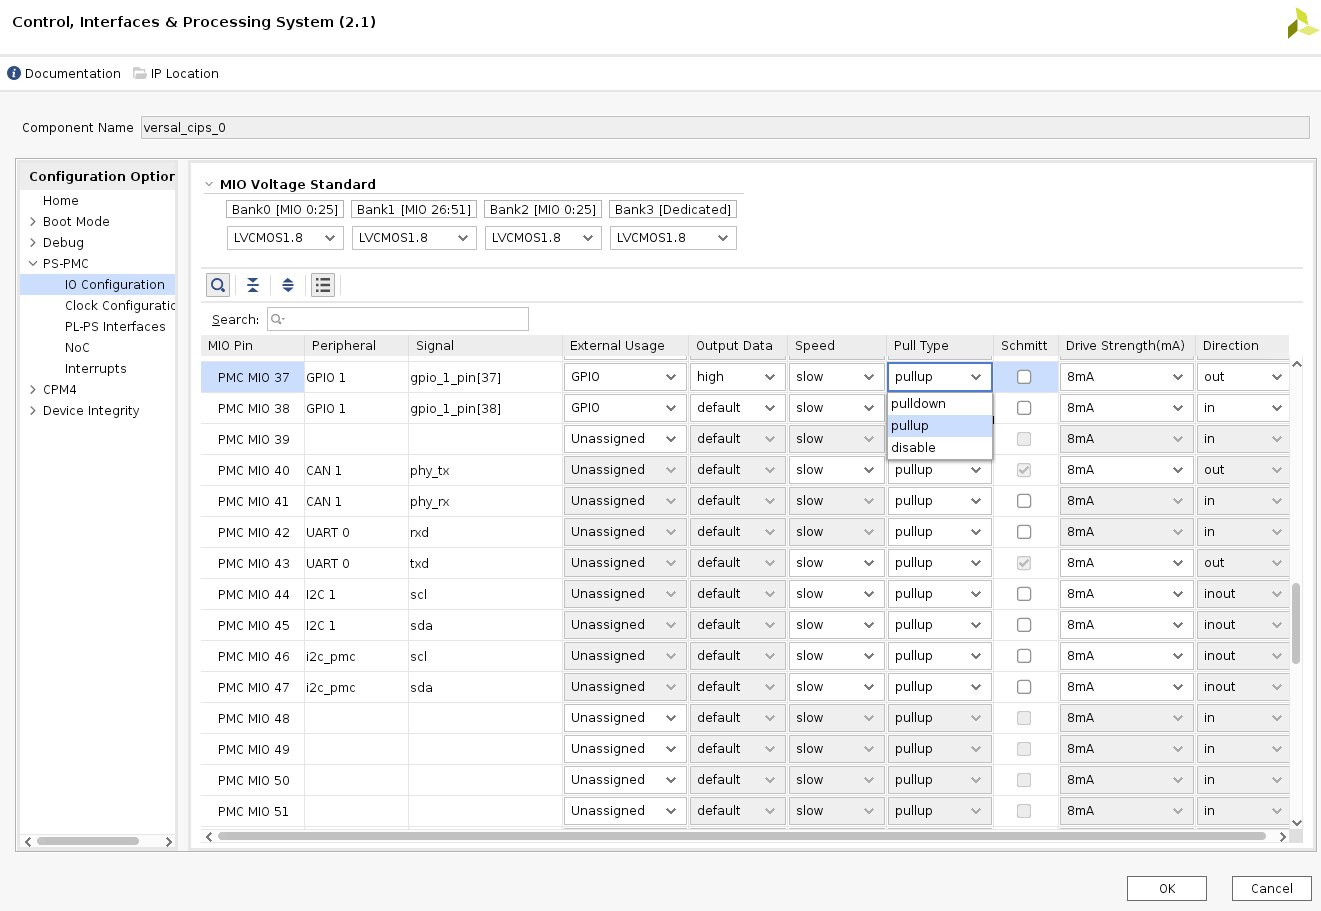 Control, Interfaces & Processing System (2.1)
Documentation IP Location
Component Name versal_cips_0
Configuration Option
Home
Boot Mode
Debug
PS-PMC
IO Configuration
Clock Configuratio
PL-PS Interfaces
NoC
Interrupts
CPM4
Device Integrity
MIO Voltage Standard
Bank0 [MIO 0:25] Bank1 [MIO 26:51] Bank2 [MIO 0:25] Bank3 [Dedicated]
LVCMOS1.8 LVCMOS1.8 LVCMOS1.8 LVCMOS1.8
Search:
MIO Pin Peripheral Signal External Usage Output Data Speed Pull Type Schmitt Drive Strength(mA) Direction
PMC MIO 37 GPIO 1 gpio_1_pin[37] GPIO high slow pullup 8mA out
PMC MIO 38 GPIO 1 gpio_1_pin[38] GPIO default slow pulldown 8mA in
PMC MIO 39 Unassigned default slow pullup 8mA in
disable
PMC MIO 40 CAN 1 phy_tx Unassigned default slow pullup 8mA out
PMC MIO 41 CAN 1 phy_rx Unassigned default slow pullup 8mA in
PMC MIO 42 UART 0 rxd Unassigned default slow pullup 8mA in
PMC MIO 43 UART 0 txd Unassigned default slow pullup 8mA out
PMC MIO 44 I2C 1 scl Unassigned default slow pullup 8mA inout
PMC MIO 45 I2C 1 sda Unassigned default slow pullup 8mA inout
PMC MIO 46 i2c_pmc scl Unassigned default slow pullup 8mA inout
PMC MIO 47 i2c_pmc sda Unassigned default slow pullup 8mA inout
PMC MIO 48 Unassigned default slow pullup 8mA in
PMC MIO 49 Unassigned default slow pullup 8mA in
PMC MIO 50 Unassigned default slow pullup 8mA in
PMC MIO 51 Unassigned default slow pullup 8mA in
OK Cancel